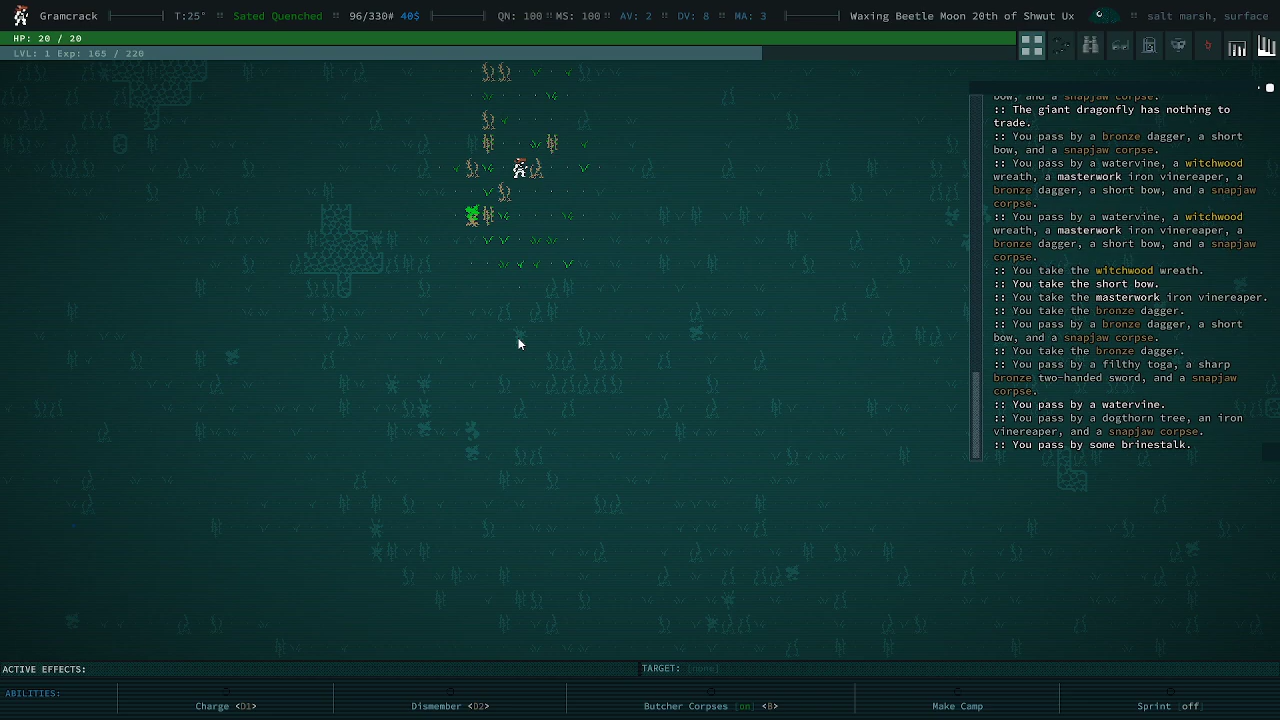 Gramcrack T:25° Sated Quenched 96/330# 40$ QN: 100 MS: 100 AV: 2 DV: 8 MA: 3 Waxing Beetle Moon 20th of Shwut Ux salt marsh, surface
HP: 20 / 20
LVL: 1 Exp: 165 / 220
bow, and a snapjaw corpse.
:: The giant dragonfly has nothing to
trade.
:: You pass by a bronze dagger, a short
bow, and a snapjaw corpse.
:: You pass by a watervine, a witchwood
wreath, a masterwork iron vinereaper, a
bronze dagger, a short bow, and a snapjaw
corpse.
:: You pass by a watervine, a witchwood
wreath, a masterwork iron vinereaper, a
bronze dagger, a short bow, and a snapjaw
corpse.
:: You take the witchwood wreath.
:: You take the short bow.
:: You take the masterwork iron vinereaper.
:: You take the bronze dagger.
:: You pass by a bronze dagger, a short
bow, and a snapjaw corpse.
:: You take the bronze dagger.
:: You pass by a filthy toga, a sharp
bronze two-handed sword, and a snapjaw
corpse.
:: You pass by a watervine.
:: You pass by a dogthorn tree, an iron
vinereaper, and a snapjaw corpse.
:: You pass by some brinestalk.
ACTIVE EFFECTS:
TARGET: [none]
ABILITIES:
Charge <D1>
Dismember <D2>
Butcher Corpses [on] <B>
Make Camp
Sprint [off]